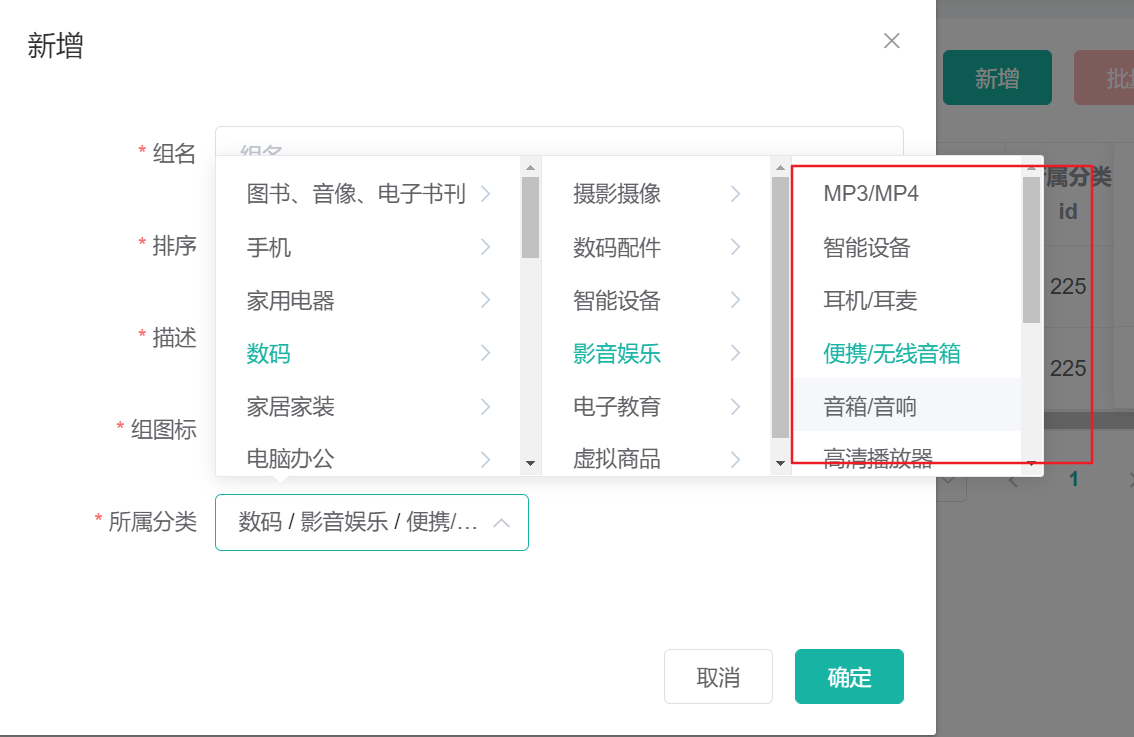 新增
新增
* 组名
组名
* 排序
* 描述
* 组图标
图书、音像、电子书刊
手机
家用电器
数码
家居家装
电脑办公
摄影摄像
数码配件
智能设备
影音娱乐
电子教育
虚拟商品
MP3/MP4
智能设备
耳机/耳麦
便携/无线音箱
音箱/音响
高清播放器
属分类
id
225
225
1
* 所属分类
数码 / 影音娱乐 / 便携/...
取消
确定